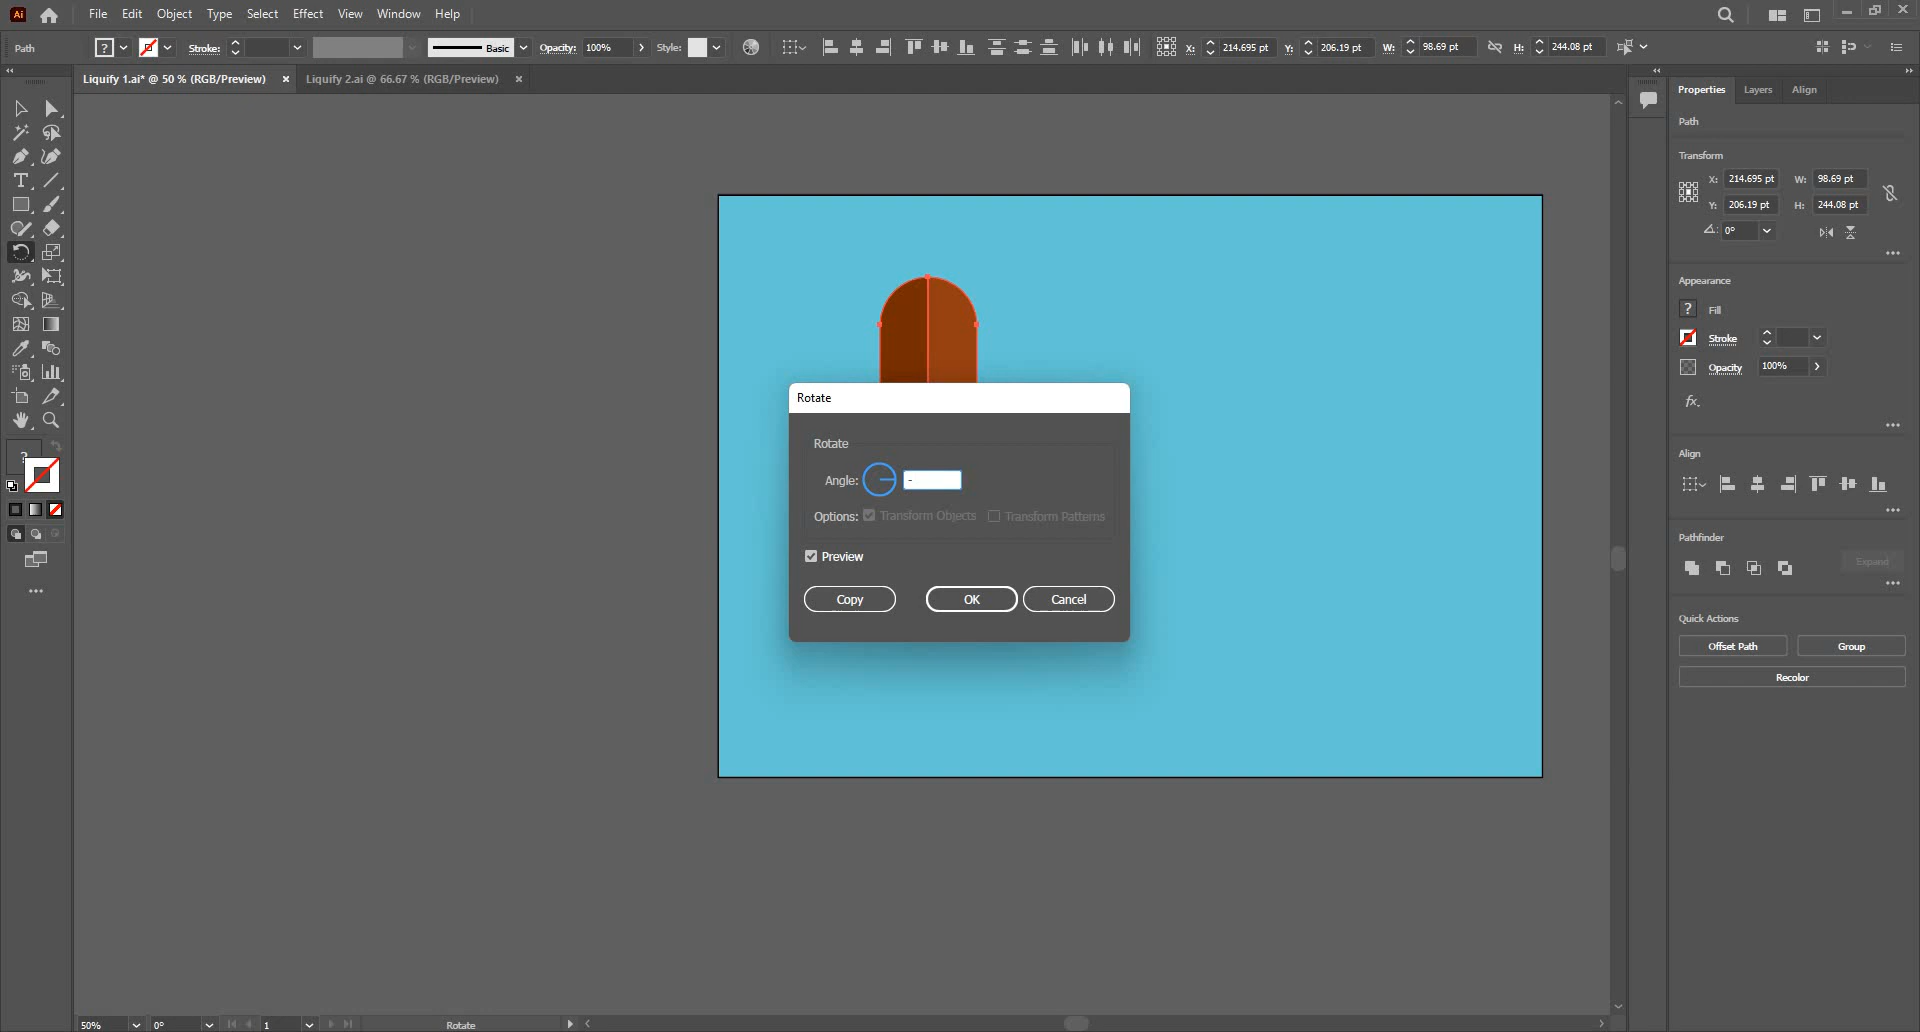 Ai File Edit Object Type Select Effect View Window Help
Path ? Stroke: Basic Opacity: 100% Style: X: 214.695 pt Y: 206.19 pt W: 98.69 pt H: 244.08 pt
Liquify 1.ai* @ 50 % (RGB/Preview) × Liquify 2.ai @ 66.67 % (RGB/Preview) ×
Properties Layers Align
Path
Transform
X: 214.695 pt W: 98.69 pt
Y: 206.19 pt H: 244.08 pt
0°
Appearance
? Fill
Stroke
Opacity 100%
fx.
Align
Pathfinder
Expand
Quick Actions
Offset Path Group
Recolor
T
?
Rotate
Rotate
Angle: -
Options: Transform Objects Transform Patterns
Preview
Copy OK Cancel
50% 0° 1 Rotate